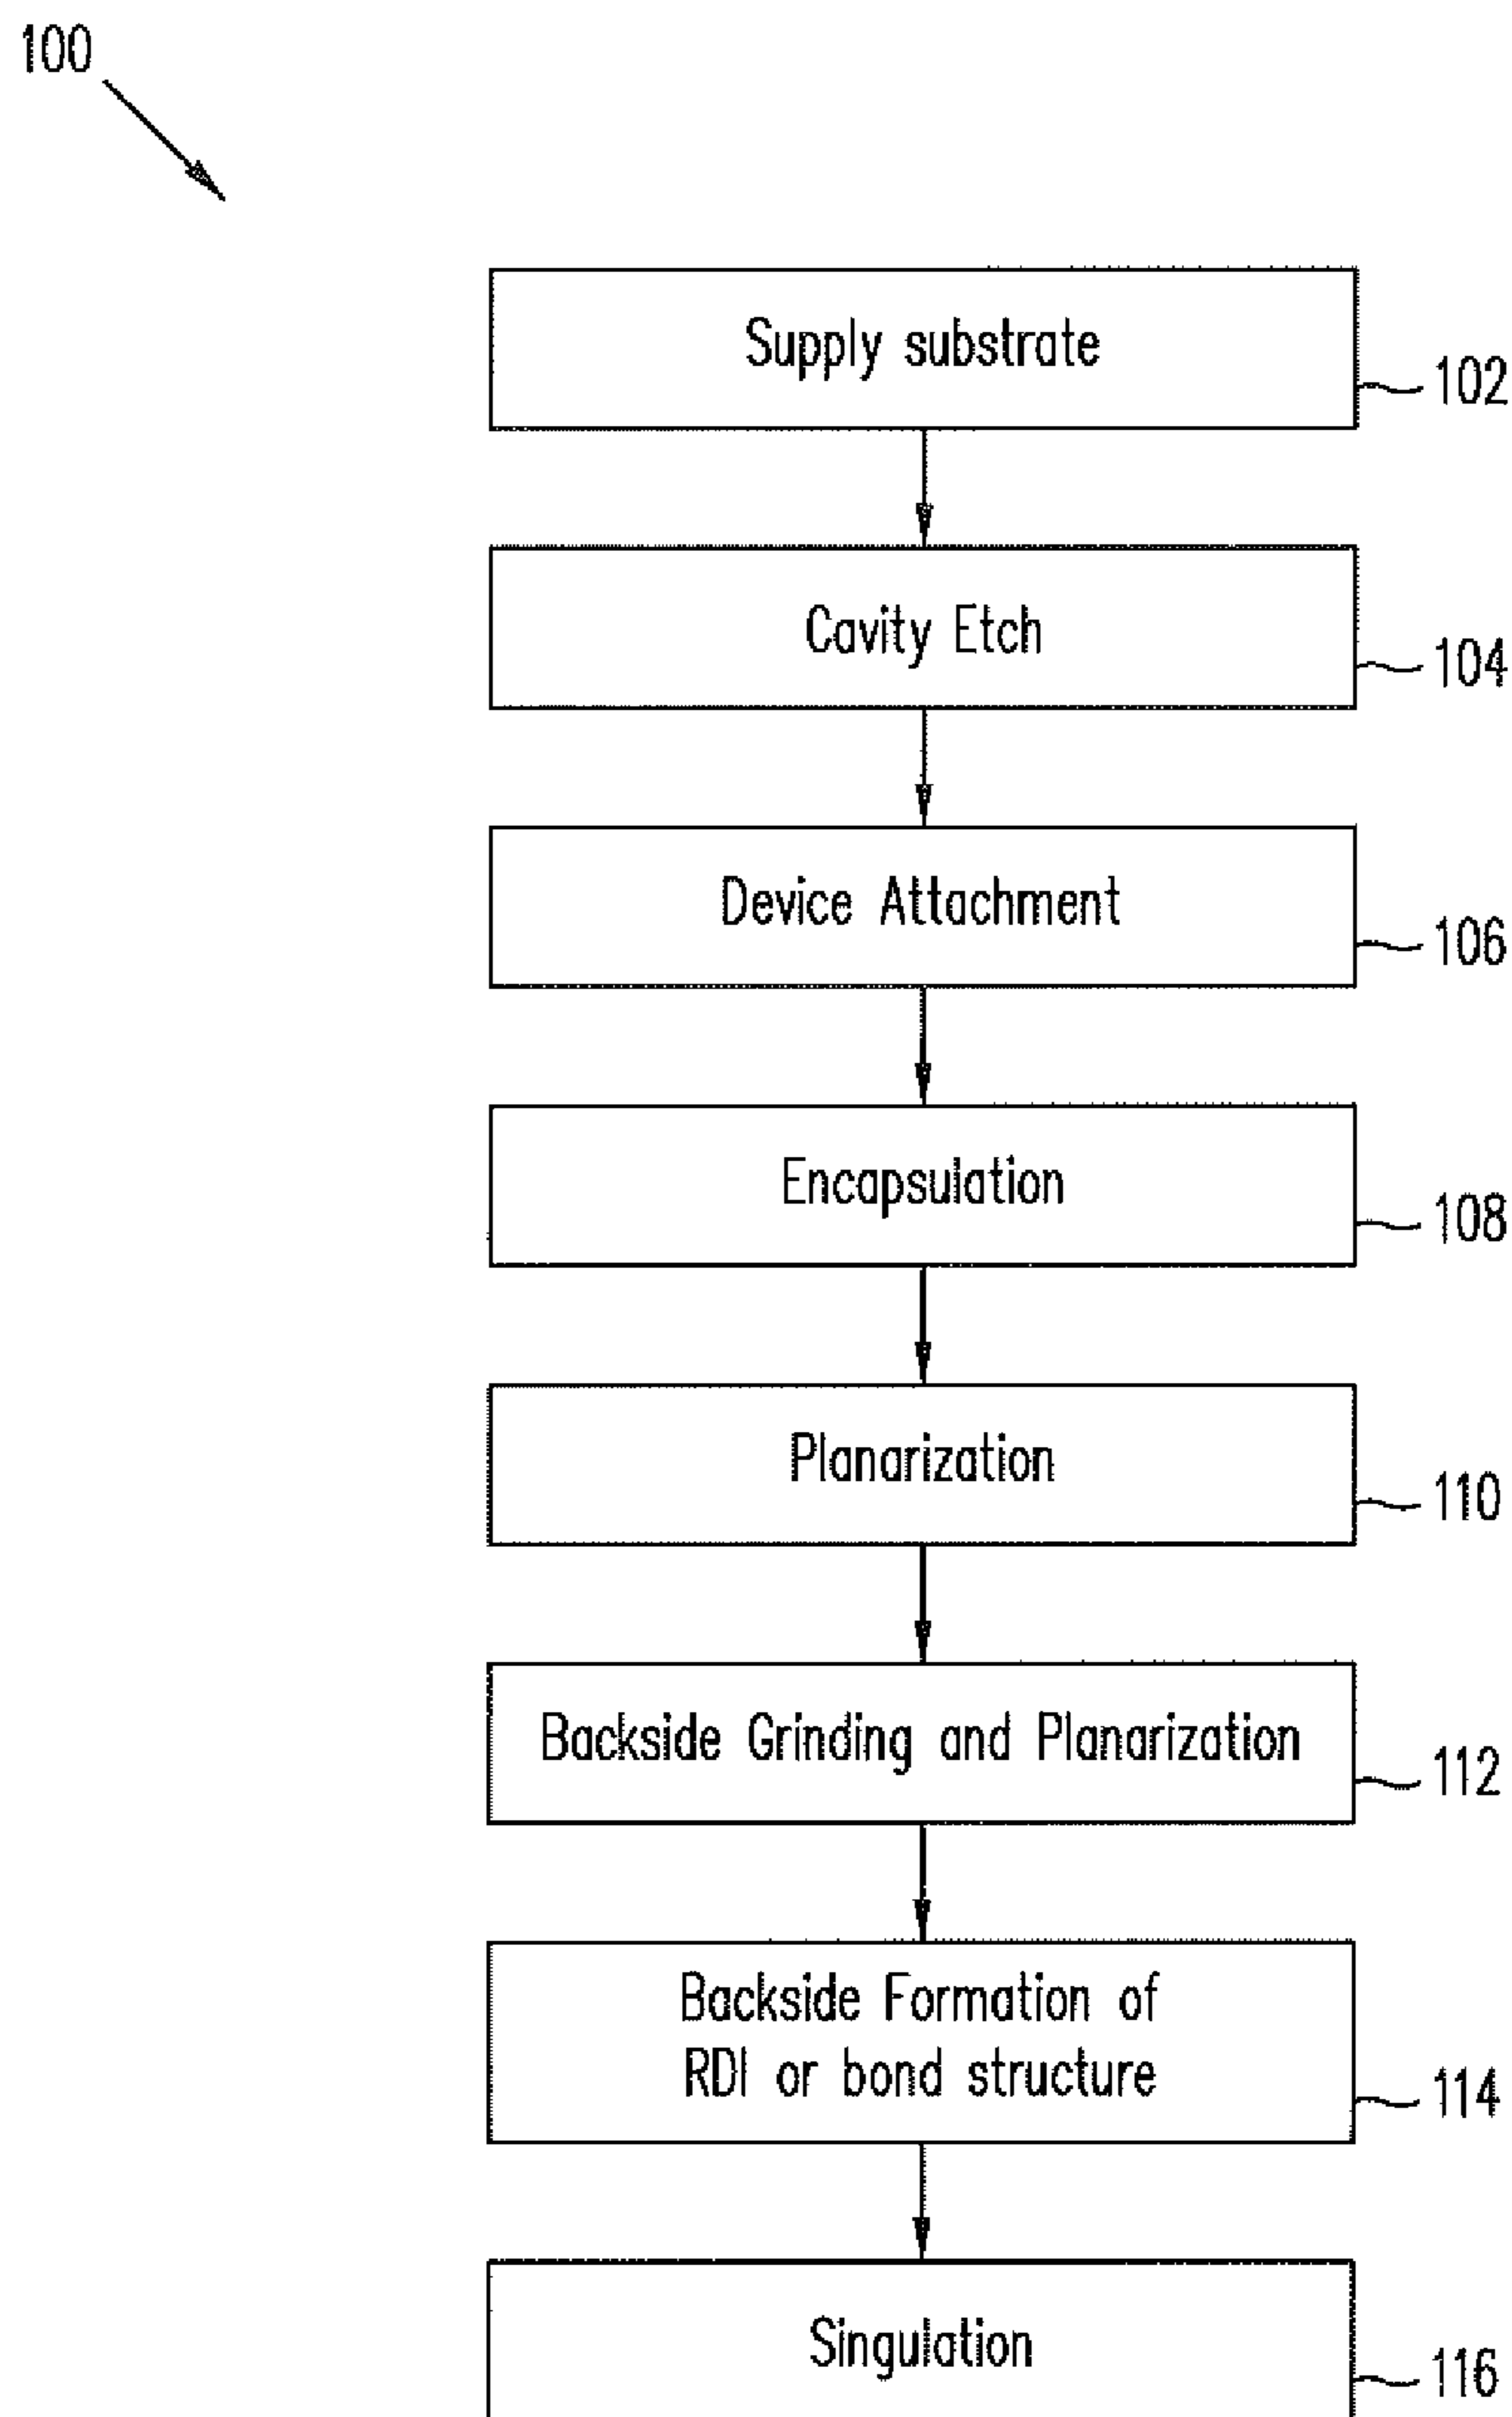 100
Supply substrate
102
Cavity Etch
104
Device Attachment
106
Encapsulation
108
Planarization
110
Backside Grinding and Planarization
112
Backside Formation of
RDI or bond structure
114
Singulation
116